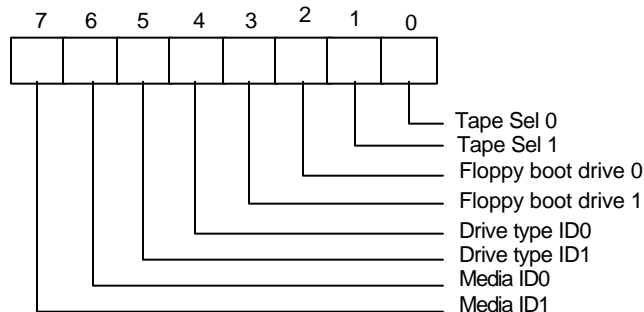 7 6 5 4 3 2 1 0
Tape Sel 0
Tape Sel 1
Floppy boot drive 0
Floppy boot drive 1
Drive type ID0
Drive type ID1
Media ID0
Media ID1